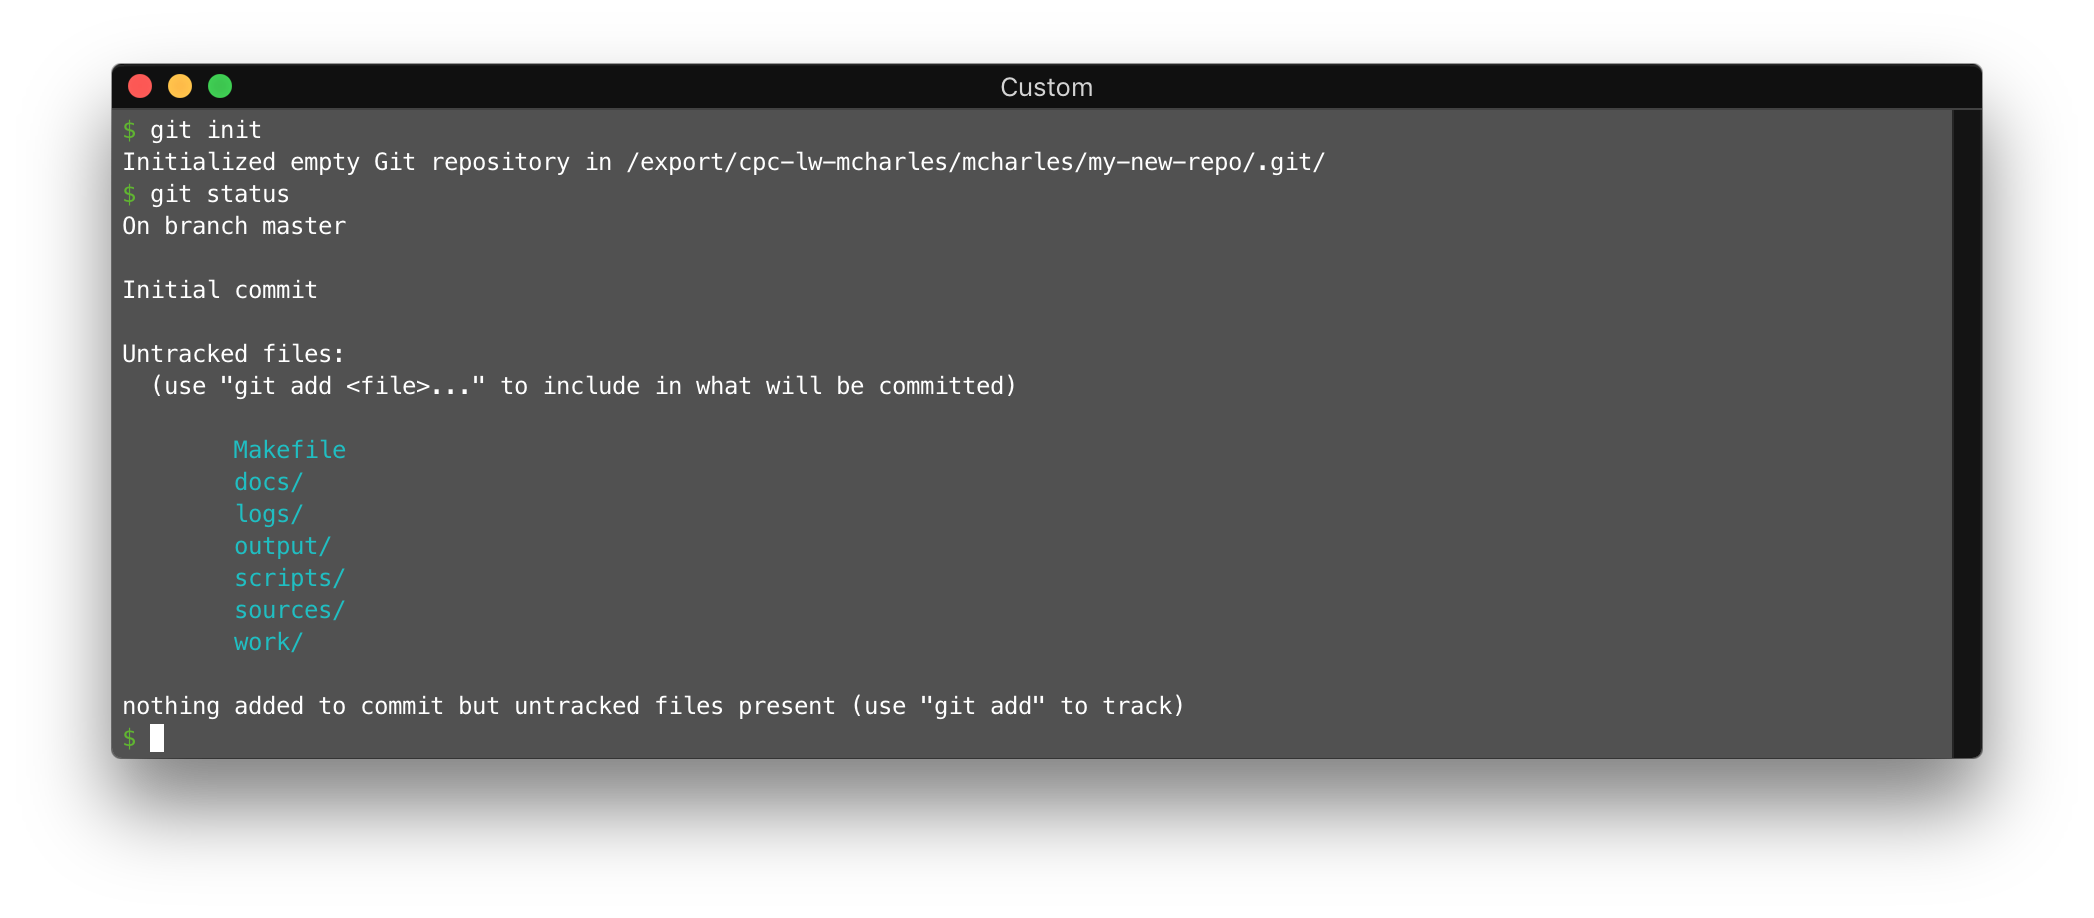 Custom
$ git init
Initialized empty Git repository in /export/cpc-lw-mcharles/mcharles/my-new-repo/.git/
$ git status
On branch master
Initial commit
Untracked files:
(use "git add <file>..." to include in what will be committed)
Makefile
docs/
logs/
output/
scripts/
sources/
work/
nothing added to commit but untracked files present (use "git add" to track)
$